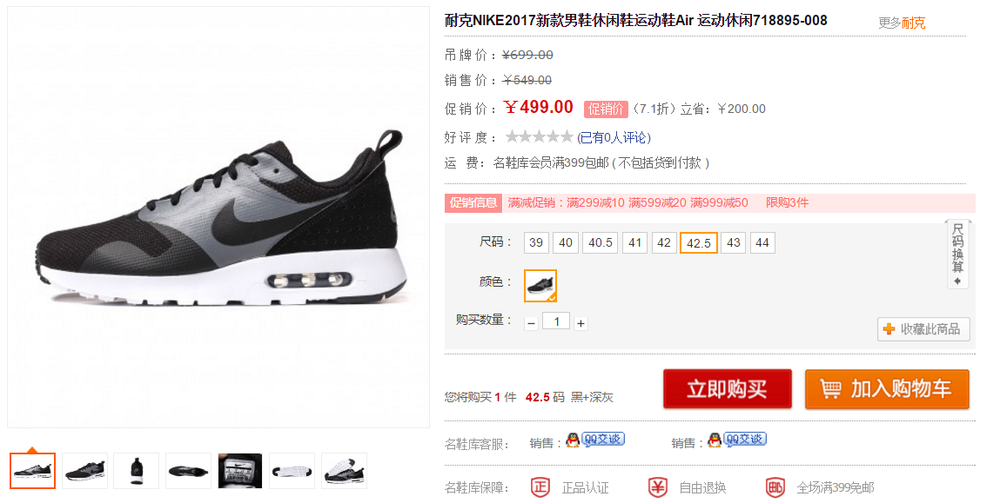 耐克NIKE2017新款男鞋休闲鞋运动鞋Air 运动休闲718895-008
更多耐克
吊 牌 价：¥699.00
销 售 价：￥549.00
促 销 价：￥499.00 促销价（7.1折）立省：￥200.00
好 评 度：(已有0人评论)
运 费： 名鞋库会员满399包邮 ( 不包括货到付款 )
促销信息 满减促销：满299减10 满599减20 满999减50 限购3件
尺码： 39 40 40.5 41 42 42.5 43 44
尺码换算
颜色：
购买数量： − 1 +
收藏此商品
您将购买 1 件 42.5 码 黑+深灰
立即购买
加入购物车
名鞋库客服： 销售：QQ交谈 销售：QQ交谈
名鞋库保障： 正 正品认证 ¥ 自由退换 邮 全场满399免邮